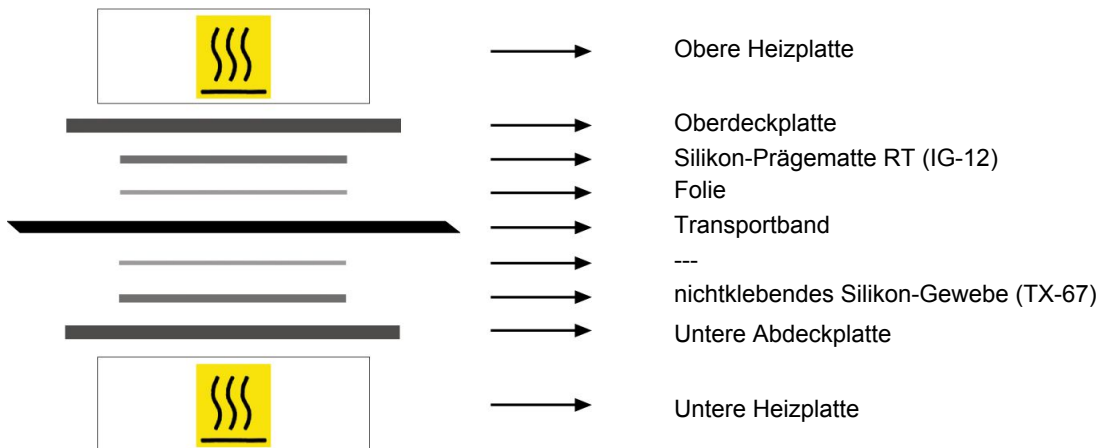 Obere Heizplatte
Oberdeckplatte
Silikon-Prägematte RT (IG-12)
Folie
Transportband
---
nichtklebendes Silikon-Gewebe (TX-67)
Untere Abdeckplatte
Untere Heizplatte